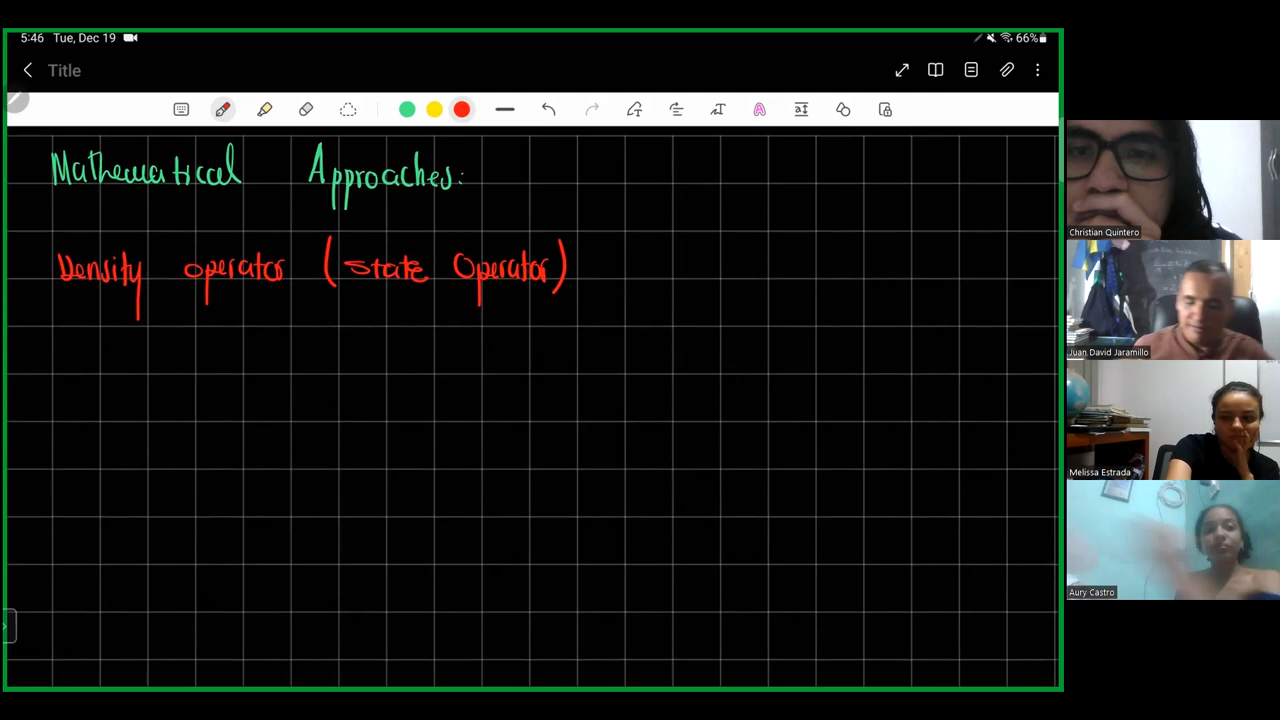 5:46 Tue, Dec 19
66%
Title
Mathematical Approaches:
Density operator (State Operator)
Christian Quintero
Juan David Jaramillo
Melissa Estrada
Aury Castro